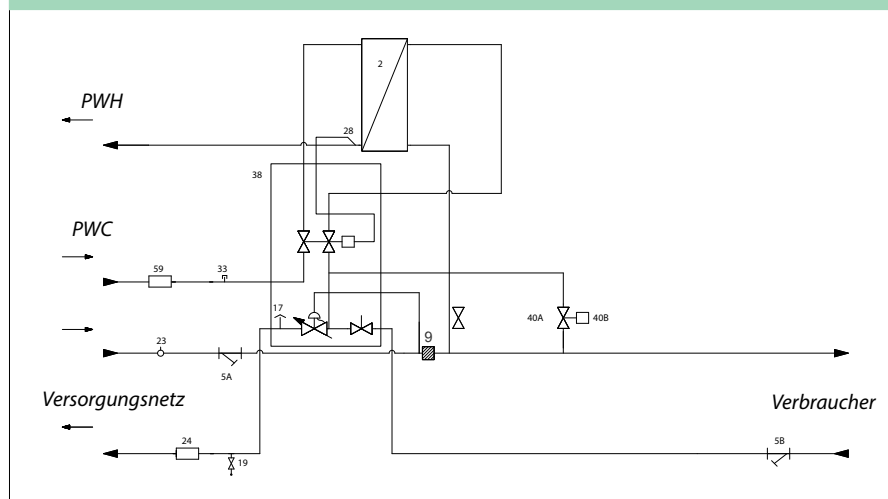 2
PWH
28
38
PWC
59
33
17
9
40A
40B
23
5A
Versorgungsnetz
Verbraucher
24
19
5B